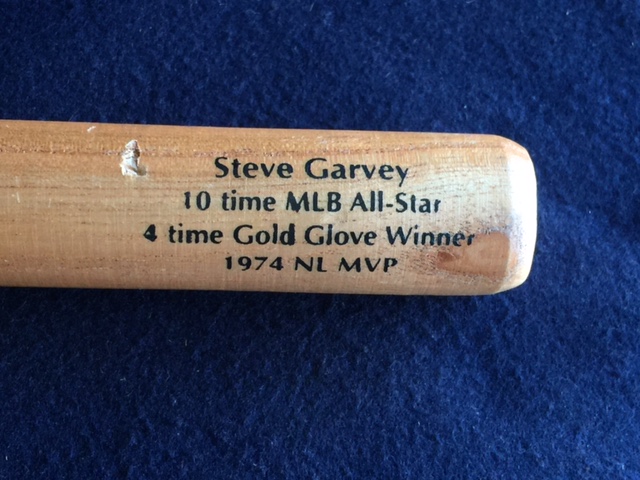 Steve Garvey
10 time MLB All-Star
4 time Gold Glove Winner
1974 NL MVP